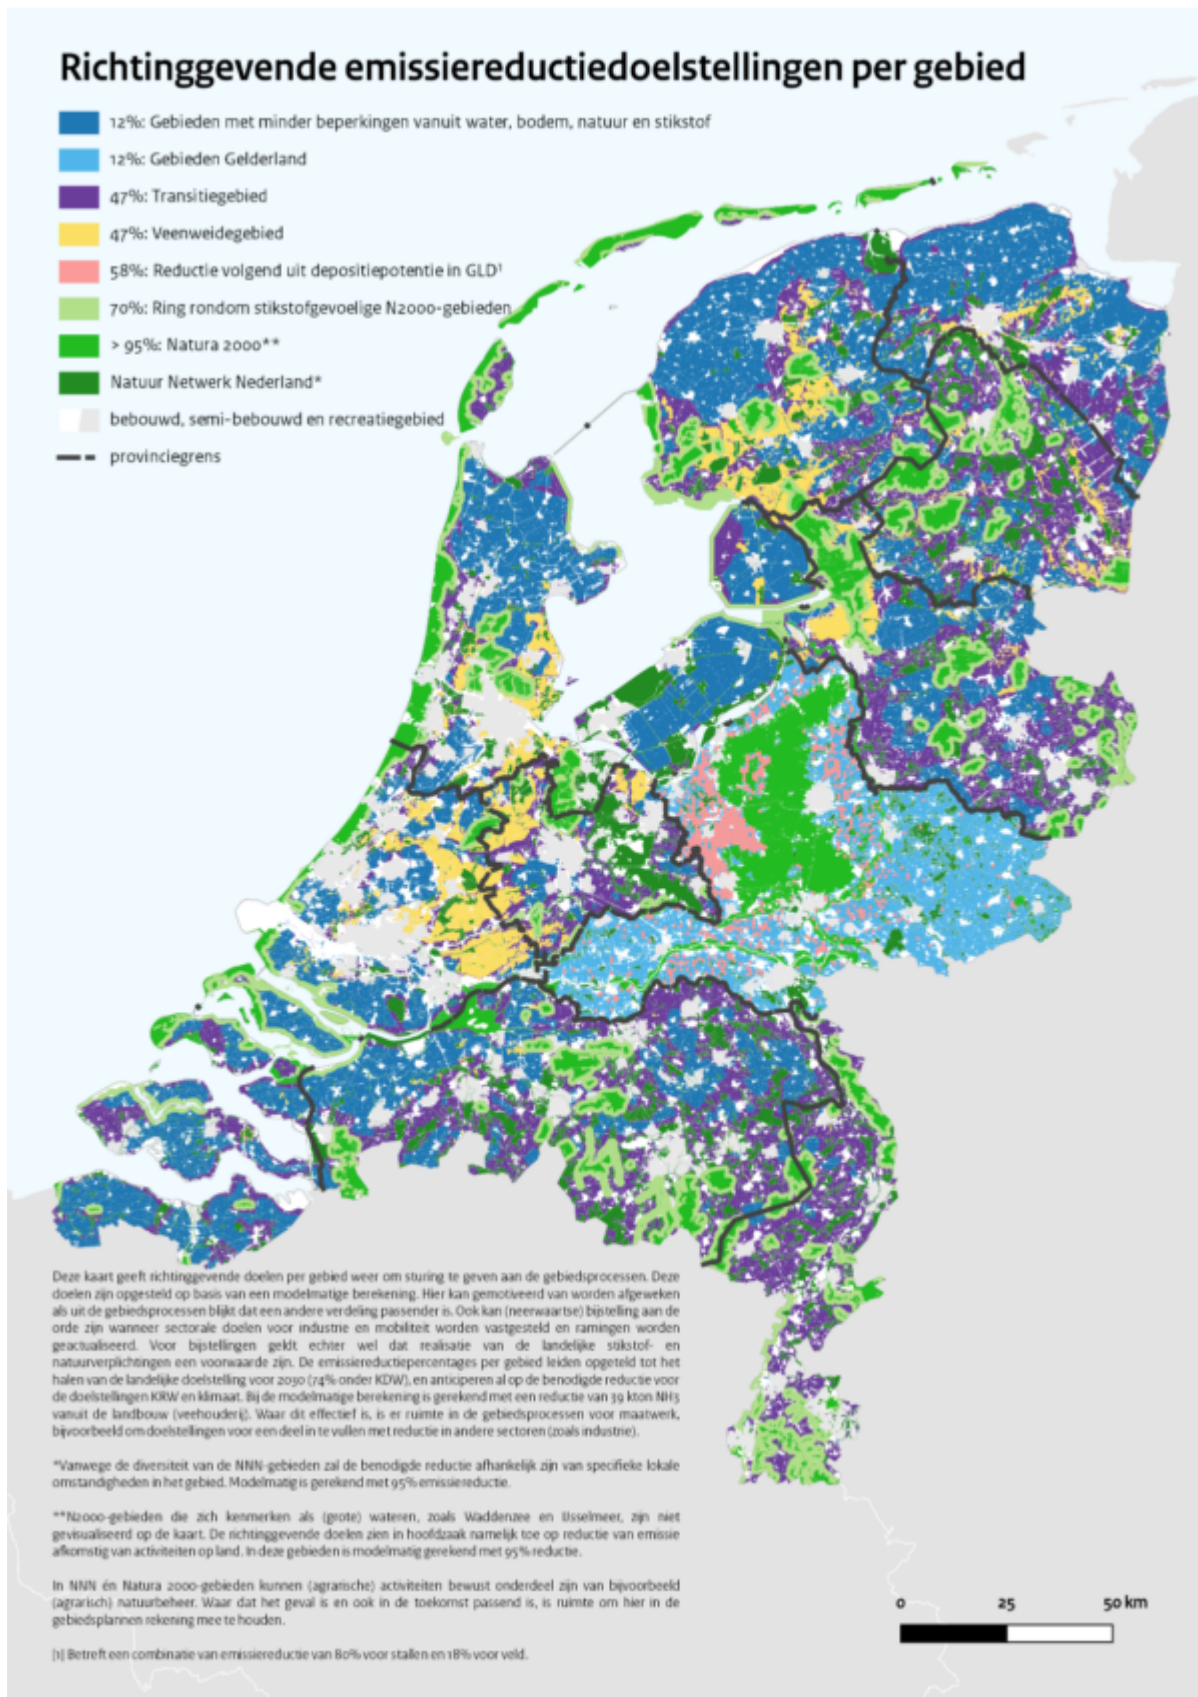 Richtinggevende emissiereductiedoelstellingen per gebied
12%: Gebieden met minder beperkingen vanuit water, bodem, natuur en stikstof
12%: Gebieden Gelderland
47%: Transitiegebied
47%: Veenweidegebied
58%: Reductie volgend uit depositiepotentie in GLD¹
70%: Ring rondom stikstofgevoelige N2000-gebieden
> 95%: Natura 2000**
Natuur Netwerk Nederland*
bebouwd, semi-bebouwd en recreatiegebied
provinciegrens
Deze kaart geeft richtinggevende doelen per gebied weer om sturing te geven aan de gebiedsprocessen. Deze
doelen zijn opgesteld op basis van een modelmatige berekening. Hier kan gemotiveerd van worden afgeweken
als uit de gebiedsprocessen blijkt dat een andere verdeling passender is. Ook kan (neerwaartse) bijstelling aan de
orde zijn wanneer sectorale doelen voor industrie en mobiliteit worden vastgesteld en ramingen worden
geactualiseerd. Voor bijstellingen geldt echter wel dat realisatie van de landelijke stikstof- en
natuurverplichtingen een voorwaarde zijn. De emissiereductiepercentages per gebied leiden opgeteld tot het
halen van de landelijke doelstelling voor 2030 (74% onder KDW), en anticiperen al op de benodigde reductie voor
de doelstellingen KRW en klimaat. Bij de modelmatige berekening is gerekend met een reductie van 39 kton NH3
vanuit de landbouw (veehouderij). Waar dit effectief is, is er ruimte in de gebiedsprocessen voor maatwerk,
bijvoorbeeld om doelstellingen voor een deel in te vullen met reductie in andere sectoren (zoals industrie).
*Vanwege de diversiteit van de NNN-gebieden zal de benodigde reductie afhankelijk zijn van specifieke lokale
omstandigheden in het gebied. Modelmatig is gerekend met 95% emissiereductie.
**N2000-gebieden die zich kenmerken als (grote) wateren, zoals Waddenzee en IJsselmeer, zijn niet
gevisualiseerd op de kaart. De richtinggevende doelen zien in hoofdzaak namelijk toe op reductie van emissie
afkomstig van activiteiten op land. In deze gebieden is modelmatig gerekend met 95% reductie.
In NNN én Natura 2000-gebieden kunnen (agrarische) activiteiten bewust onderdeel zijn van bijvoorbeeld
(agrarisch) natuurbeheer. Waar dat het geval is en ook in de toekomst passend is, is ruimte om hier in de
gebiedsplannen rekening mee te houden.
[1] Betreft een combinatie van emissiereductie van 80% voor stallen en 18% voor veld.
0 25 50 km